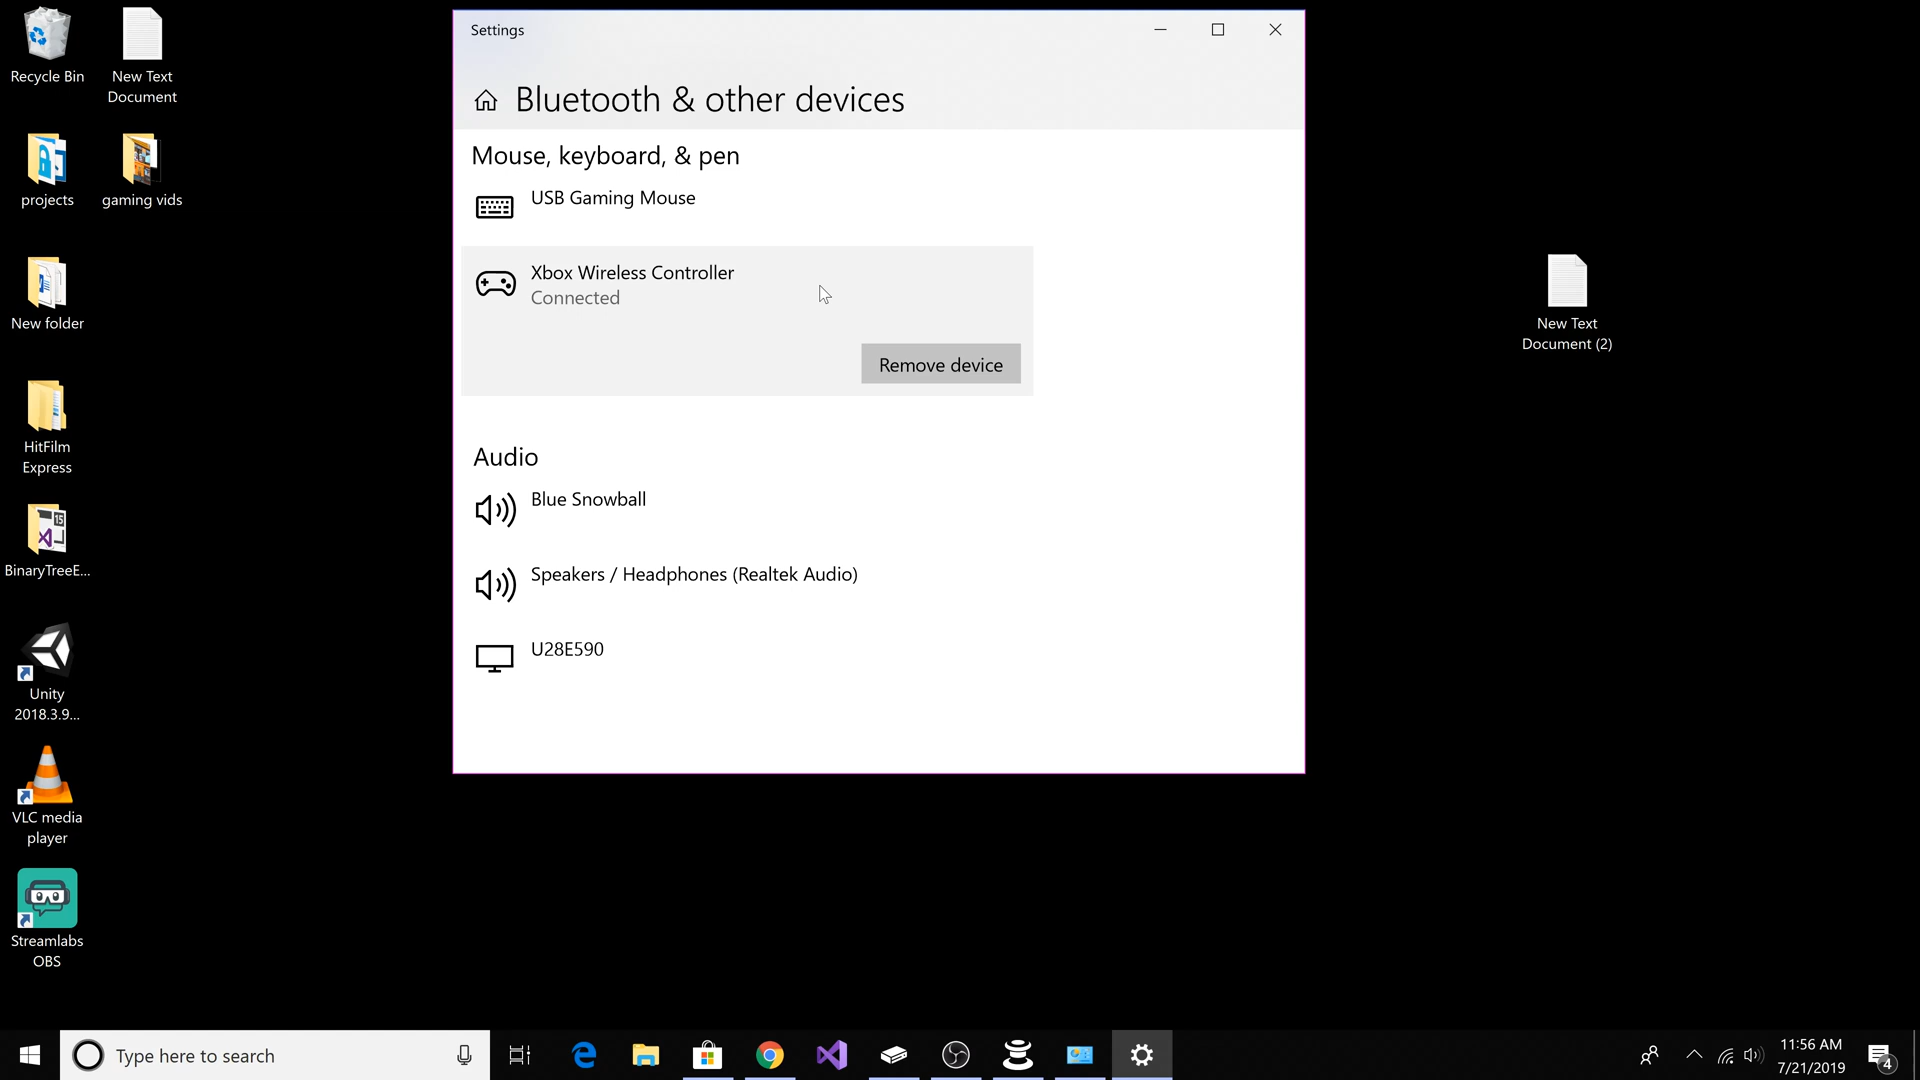 Recycle Bin
New Text
Document
projects
gaming vids
New folder
HitFilm
Express
BinaryTreeE...
Unity
2018.3.9...
VLC media
player
Streamlabs
OBS
Settings
Bluetooth & other devices
Mouse, keyboard, & pen
USB Gaming Mouse
Xbox Wireless Controller
Connected
Remove device
Audio
Blue Snowball
Speakers / Headphones (Realtek Audio)
U28E590
New Text
Document (2)
Type here to search
11:56 AM
7/21/2019
4